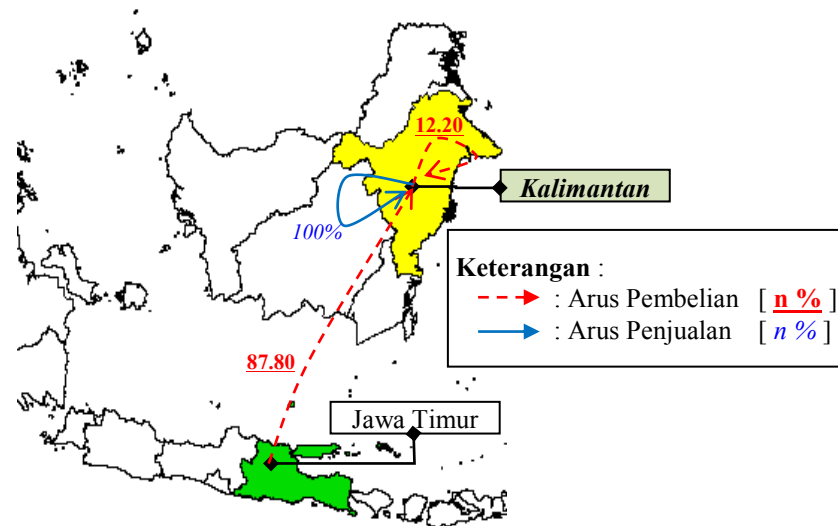 12.20
Kalimantan
100%
Keterangan :
: Arus Pembelian [ n % ]
: Arus Penjualan [ n % ]
87.80
Jawa Timur